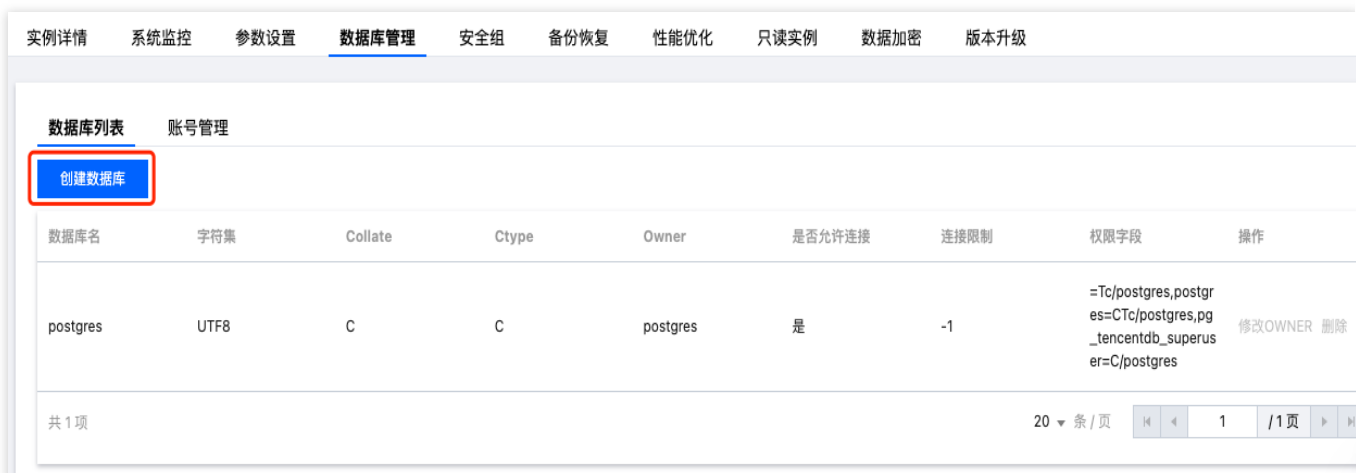 实例详情 系统监控 参数设置 数据库管理 安全组 备份恢复 性能优化 只读实例 数据加密 版本升级
数据库列表 账号管理
创建数据库
数据库名 字符集 Collate Ctype Owner 是否允许连接 连接限制 权限字段 操作
=Tc/postgres,postgr
es=CTc/postgres,pg
postgres UTF8 C C postgres 是 -1 修改OWNER 删除
_tencentdb_superus
er=C/postgres
共 1 项 20 条 / 页 1 / 1 页